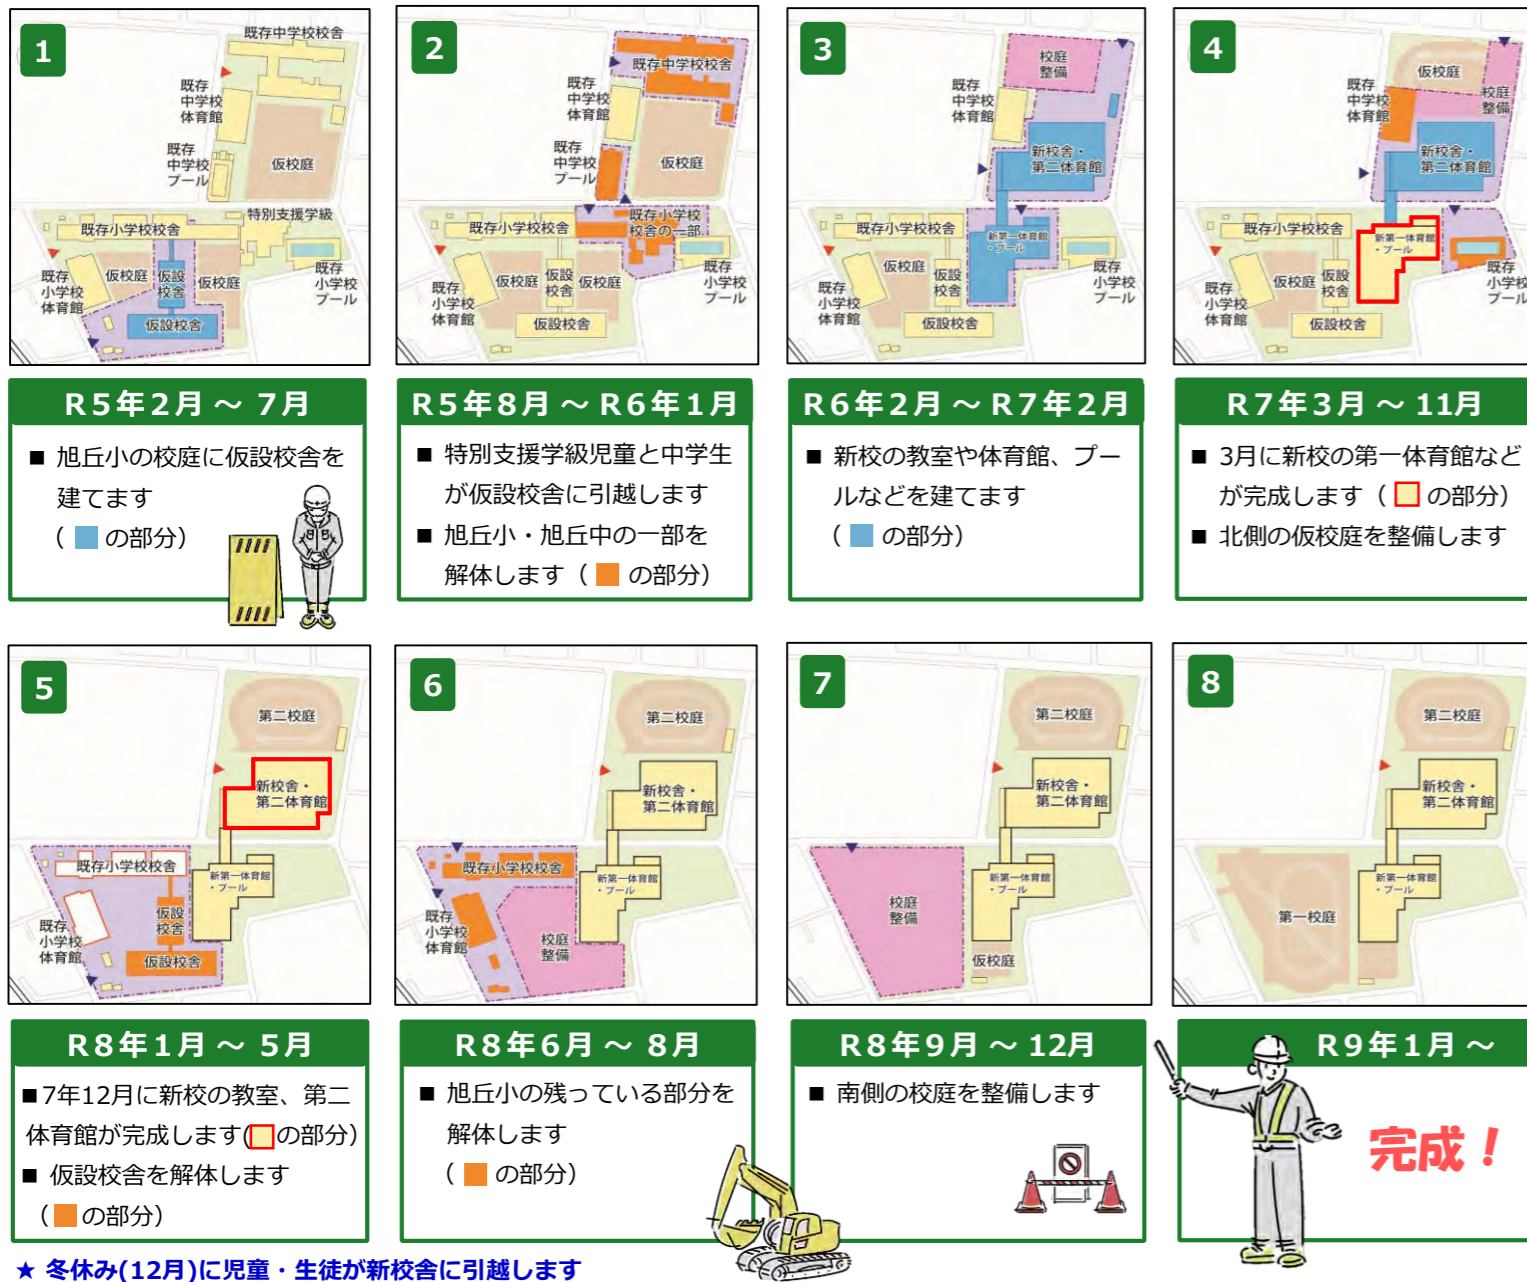 1
既存中学校校舎
既存
中学校
体育館
既存
中学校
プール
仮校庭
特別支援学級
既存小学校校舎
既存
小学校
体育館
仮校庭
仮設
校舎
仮校庭
仮設校舎
既存
小学校
プール
2
既存中学校校舎
既存
中学校
体育館
既存
中学校
プール
仮校庭
既存小学校校舎
既存小学校
校舎の一部
既存
小学校
体育館
仮校庭
仮設
校舎
仮校庭
仮設校舎
既存
小学校
プール
3
校庭
整備
既存
中学校
体育館
新校舎・
第二体育館
既存小学校校舎
新第一体育館
・プール
既存
小学校
体育館
仮校庭
仮設
校舎
仮設校舎
既存
小学校
プール
4
仮校庭
校庭
整備
既存
中学校
体育館
新校舎・
第二体育館
既存小学校校舎
新第一体育館
・プール
既存
小学校
体育館
仮校庭
仮設
校舎
仮設校舎
既存
小学校
プール
R5年2月 ～ 7月
■ 旭丘小の校庭に仮設校舎を
建てます
（ ■ の部分）
R5年8月 ～ R6年1月
■ 特別支援学級児童と中学生
が仮設校舎に引越します
■ 旭丘小・旭丘中の一部を
解体します（ ■ の部分）
R6年2月 ～ R7年2月
■ 新校の教室や体育館、プー
ルなどを建てます
（ ■ の部分）
R7年3月 ～ 11月
■ 3月に新校の第一体育館など
が完成します（ □ の部分）
■ 北側の仮校庭を整備します
5
第二校庭
新校舎・
第二体育館
既存小学校校舎
新第一体育館
・プール
既存
小学校
体育館
仮設
校舎
仮設校舎
6
第二校庭
新校舎・
第二体育館
既存小学校校舎
新第一体育館
・プール
既存
小学校
体育館
校庭
整備
7
第二校庭
新校舎・
第二体育館
新第一体育館
・プール
校庭
整備
仮校庭
8
第二校庭
新校舎・
第二体育館
新第一体育館
・プール
第一校庭
R8年1月 ～ 5月
■7年12月に新校の教室、第二
体育館が完成します(□の部分）
■ 仮設校舎を解体します
（ ■ の部分）
R8年6月 ～ 8月
■ 旭丘小の残っている部分を
解体します
（ ■ の部分）
R8年9月 ～ 12月
■ 南側の校庭を整備します
R9年1月 ～
完成！
★ 冬休み(12月)に児童・生徒が新校舎に引越します